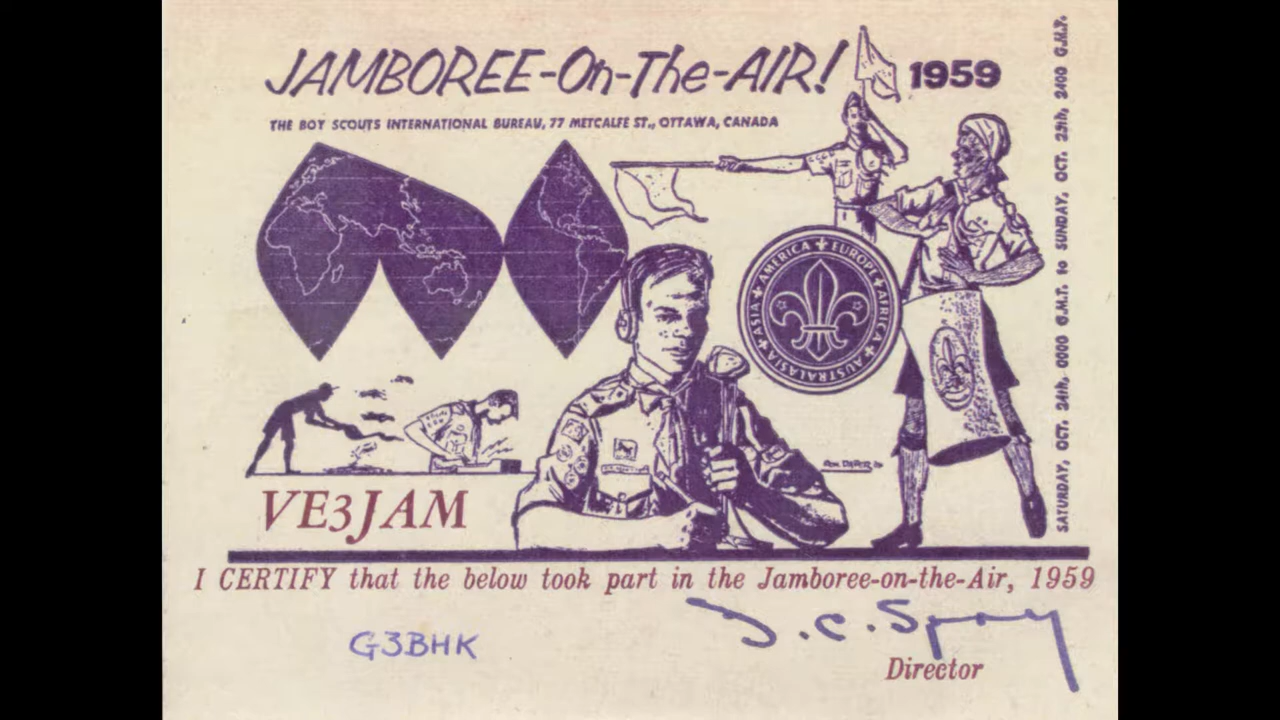 JAMBOREE-On-The-AIR!
1959
THE BOY SCOUTS INTERNATIONAL BUREAU, 77 METCALFE ST., OTTAWA, CANADA
SATURDAY, OCT. 24th, 0000 G.M.T. to SUNDAY, OCT. 25th, 2400 G.M.T.
ASIA AMERICA EUROPE AFRICA AUSTRALASIA
VE3JAM
I CERTIFY that the below took part in the Jamboree-on-the-Air, 1959
G3BHK
D. C. Spry
Director